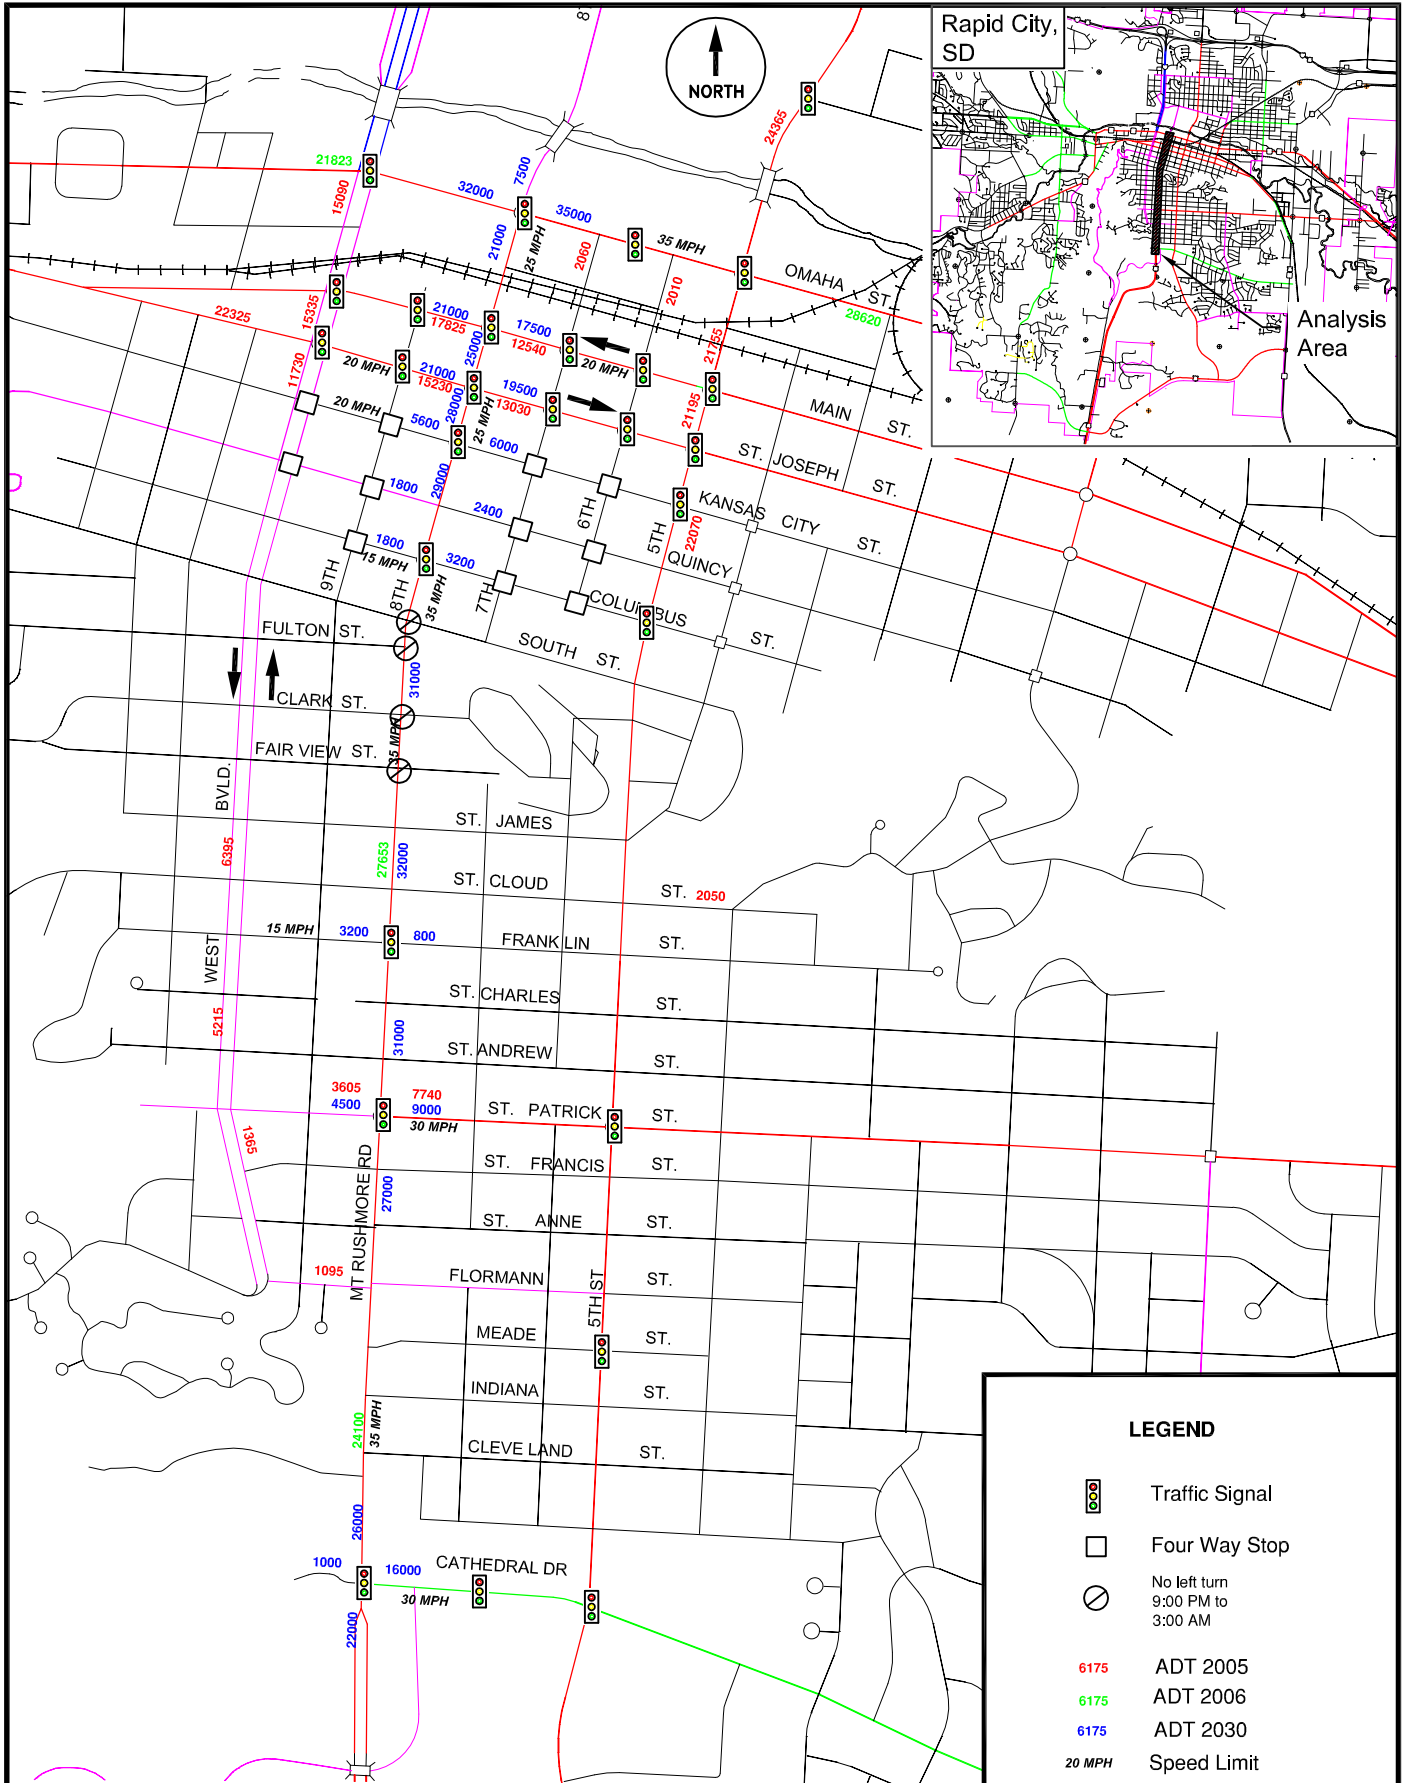 8T
NORTH
Rapid City,
SD
Analysis
Area
21823
15090
32000
7500
35000
21000
25 MPH
2060
35 MPH
2010
24365
OMAHA ST.
28620
22325
15335
11730
21000
17825
25000
17500
12540
20 MPH
21755
20 MPH
21000
15230
28000
19500
13030
21195
MAIN ST.
20 MPH
5600
25 MPH
6000
ST. JOSEPH ST.
29000
1800
2400
6TH
5TH
22070
KANSAS CITY ST.
1800
15 MPH
3200
QUINCY
9TH
8TH
35 MPH
7TH
COLUMBUS ST.
FULTON ST.
SOUTH ST.
31000
CLARK ST.
35 MPH
FAIR VIEW ST.
BVLD.
ST. JAMES
6395
27653
32000
ST. CLOUD ST. 2050
15 MPH
3200
800
FRANKLIN ST.
WEST
ST. CHARLES ST.
5215
31000
ST. ANDREW ST.
3605
4500
7740
9000
30 MPH
ST. PATRICK ST.
1365
ST. FRANCIS ST.
MT RUSHMORE RD
27000
ST. ANNE ST.
1095
FLORMANN ST.
5TH ST
MEADE ST.
INDIANA ST.
24100
35 MPH
CLEVE LAND ST.
26000
1000
16000
CATHEDRAL DR
30 MPH
22000
LEGEND
Traffic Signal
Four Way Stop
No left turn
9:00 PM to
3:00 AM
6175 ADT 2005
6175 ADT 2006
6175 ADT 2030
20 MPH Speed Limit